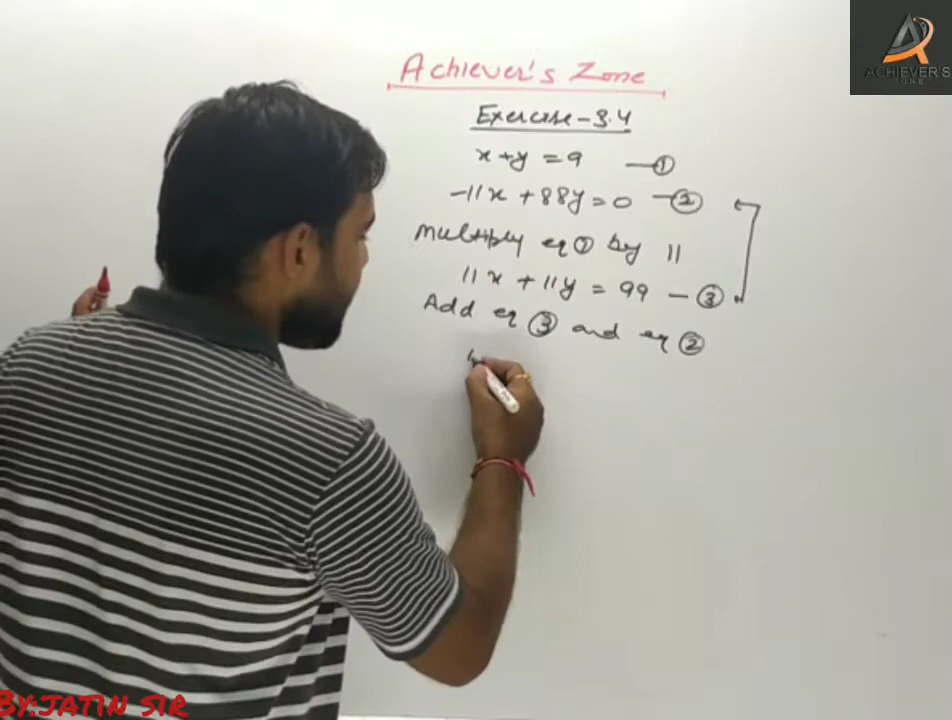 Achiever's Zone
ACHIEVER'S
ZONE
Exercise - 3.4
x + y = 9 — ①
-11x + 88y = 0 — ②
Multiply eq ① by 11
11x + 11y = 99 — ③
Add eq ③ and eq ②
BY:JATIN SIR